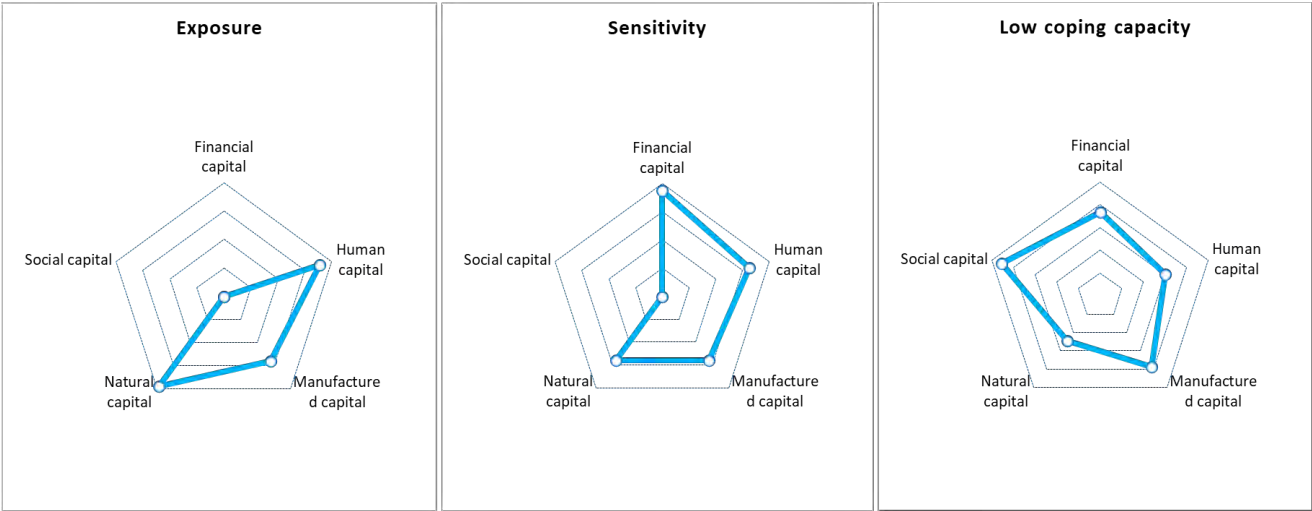 Exposure
Financial
capital
Social capital
Human
capital
Natural
capital
Manufacture
d capital
Sensitivity
Financial
capital
Social capital
Human
capital
Natural
capital
Manufacture
d capital
Low coping capacity
Financial
capital
Social capital
Human
capital
Natural
capital
Manufacture
d capital